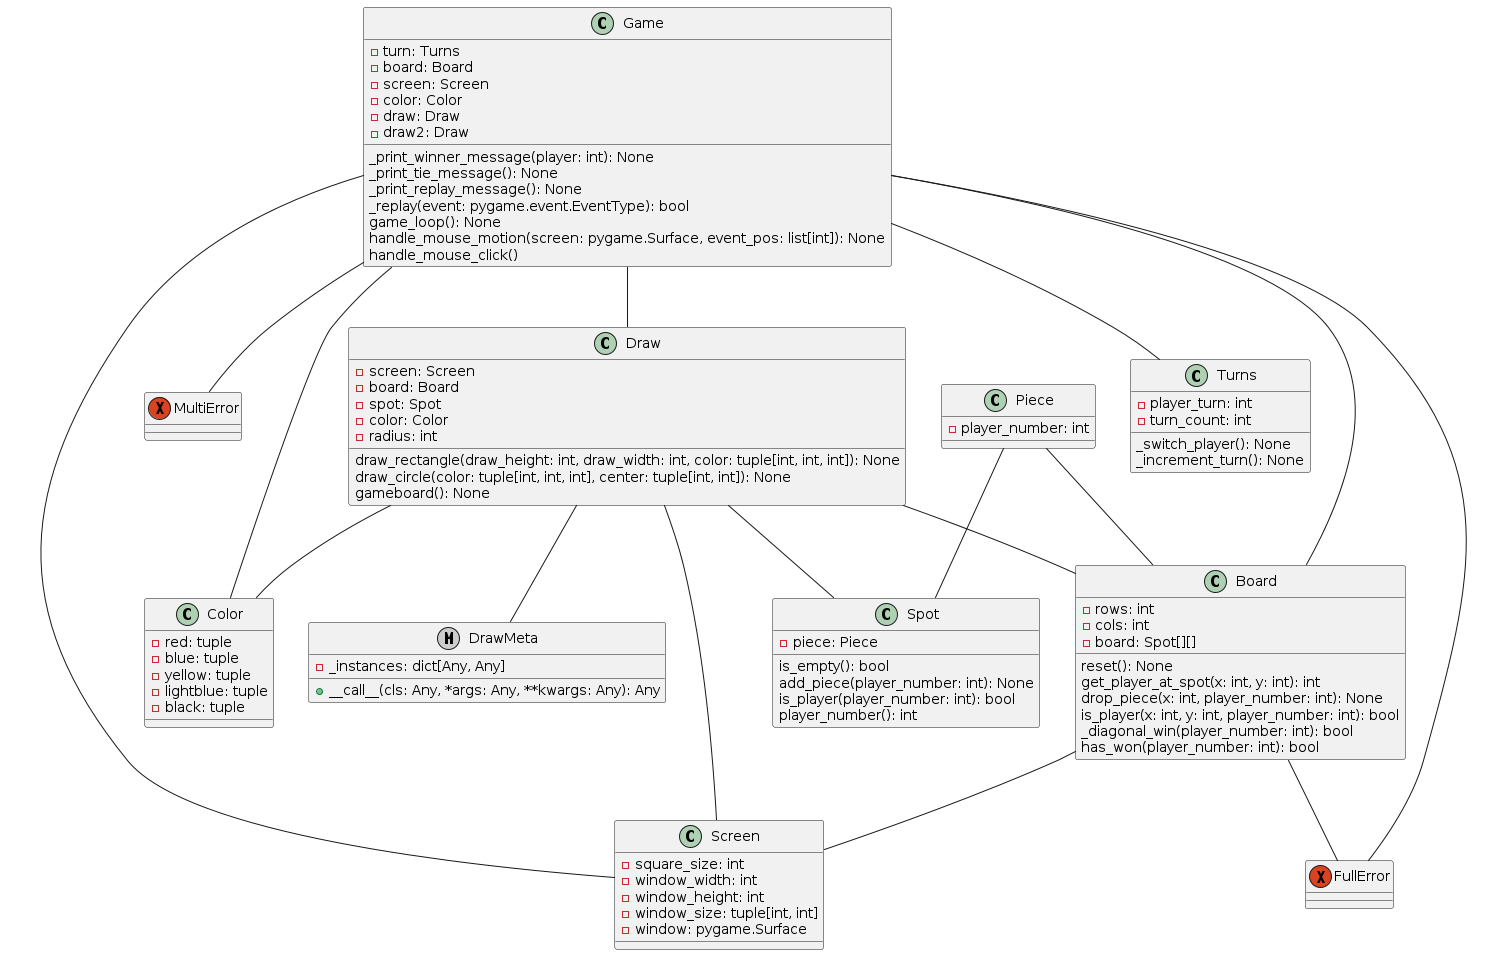 C Game
turn: Turns
board: Board
screen: Screen
color: Color
draw: Draw
draw2: Draw
_print_winner_message(player: int): None
_print_tie_message(): None
_print_replay_message(): None
_replay(event: pygame.event.EventType): bool
game_loop(): None
handle_mouse_motion(screen: pygame.Surface, event_pos: list[int]): None
handle_mouse_click()
X MultiError
C Draw
screen: Screen
board: Board
spot: Spot
color: Color
radius: int
draw_rectangle(draw_height: int, draw_width: int, color: tuple[int, int, int]): None
draw_circle(color: tuple[int, int, int], center: tuple[int, int]): None
gameboard(): None
C Piece
player_number: int
C Turns
player_turn: int
turn_count: int
_switch_player(): None
_increment_turn(): None
C Color
red: tuple
blue: tuple
yellow: tuple
lightblue: tuple
black: tuple
M DrawMeta
_instances: dict[Any, Any]
__call__(cls: Any, *args: Any, **kwargs: Any): Any
C Spot
piece: Piece
is_empty(): bool
add_piece(player_number: int): None
is_player(player_number: int): bool
player_number(): int
C Board
rows: int
cols: int
board: Spot[][]
reset(): None
get_player_at_spot(x: int, y: int): int
drop_piece(x: int, player_number: int): None
is_player(x: int, y: int, player_number: int): bool
_diagonal_win(player_number: int): bool
has_won(player_number: int): bool
C Screen
square_size: int
window_width: int
window_height: int
window_size: tuple[int, int]
window: pygame.Surface
X FullError